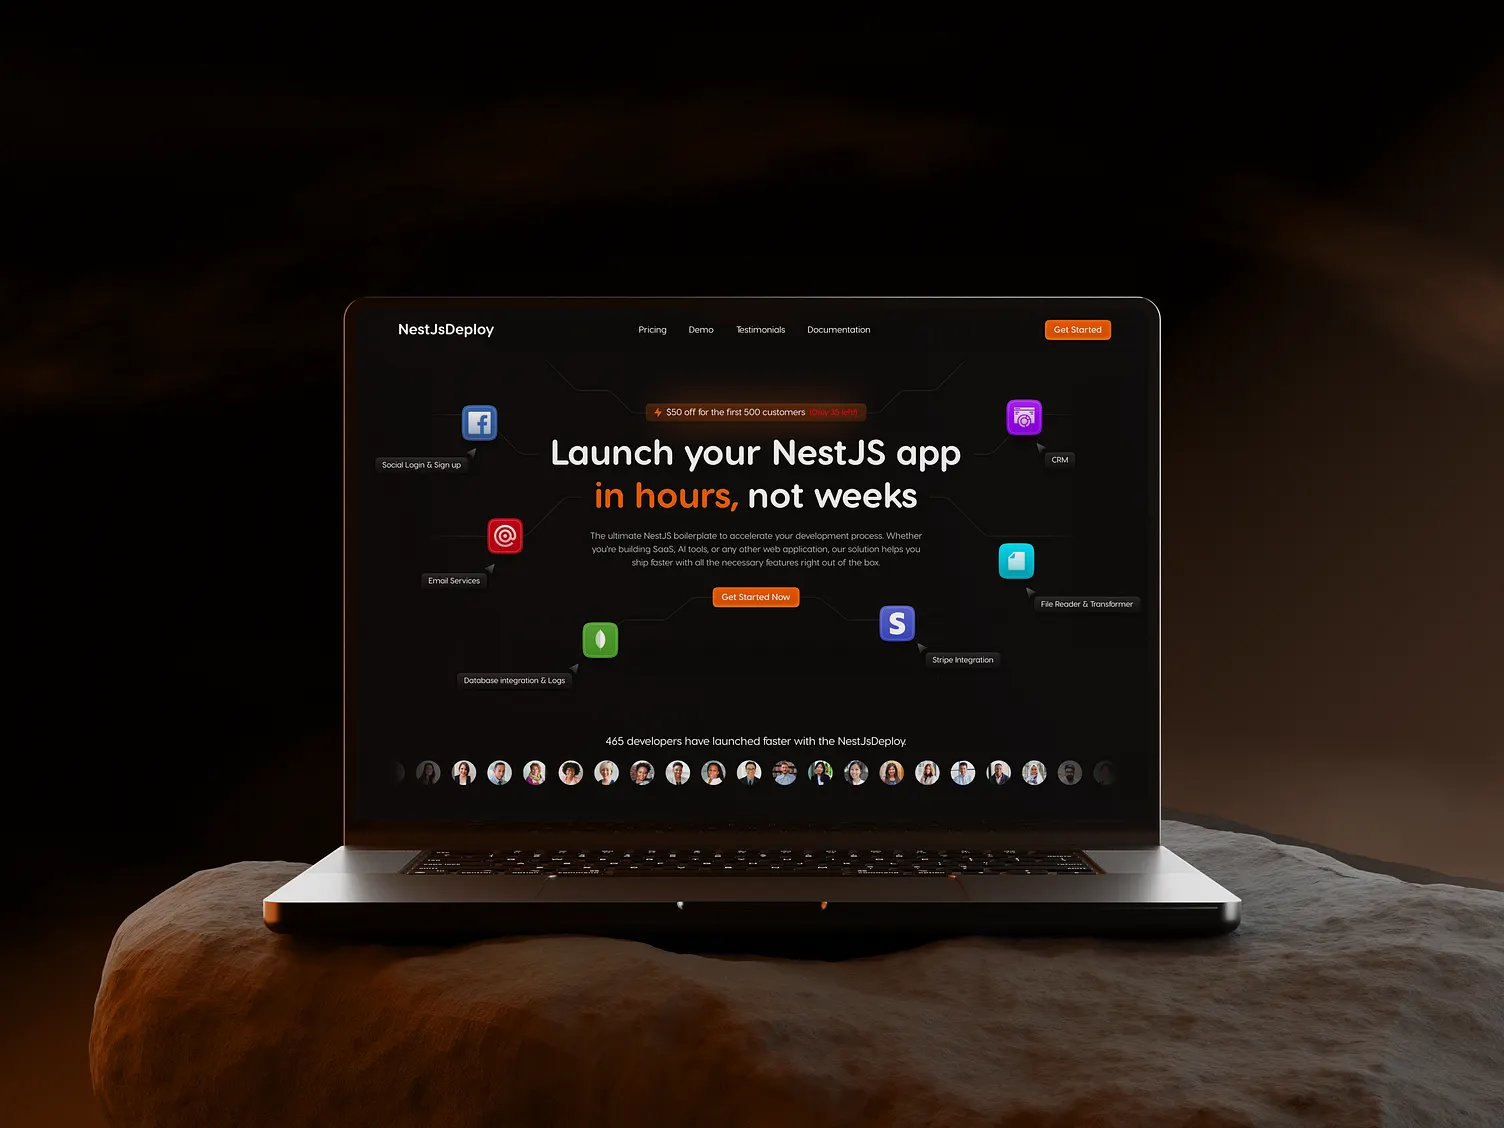 NestJsDeploy
Pricing
Demo
Testimonials
Documentation
Get Started
$50 off for the first 500 customers (Only 35 left!)
Launch your NestJS app
in hours, not weeks
The ultimate NestJS boilerplate to accelerate your development process. Whether
you're building SaaS, AI tools, or any other web application, our solution helps you
ship faster with all the necessary features right out of the box.
Get Started Now
Social Login & Sign up
CRM
Email Services
File Reader & Transformer
Stripe Integration
Database integration & Logs
465 developers have launched faster with the NestJsDeploy.